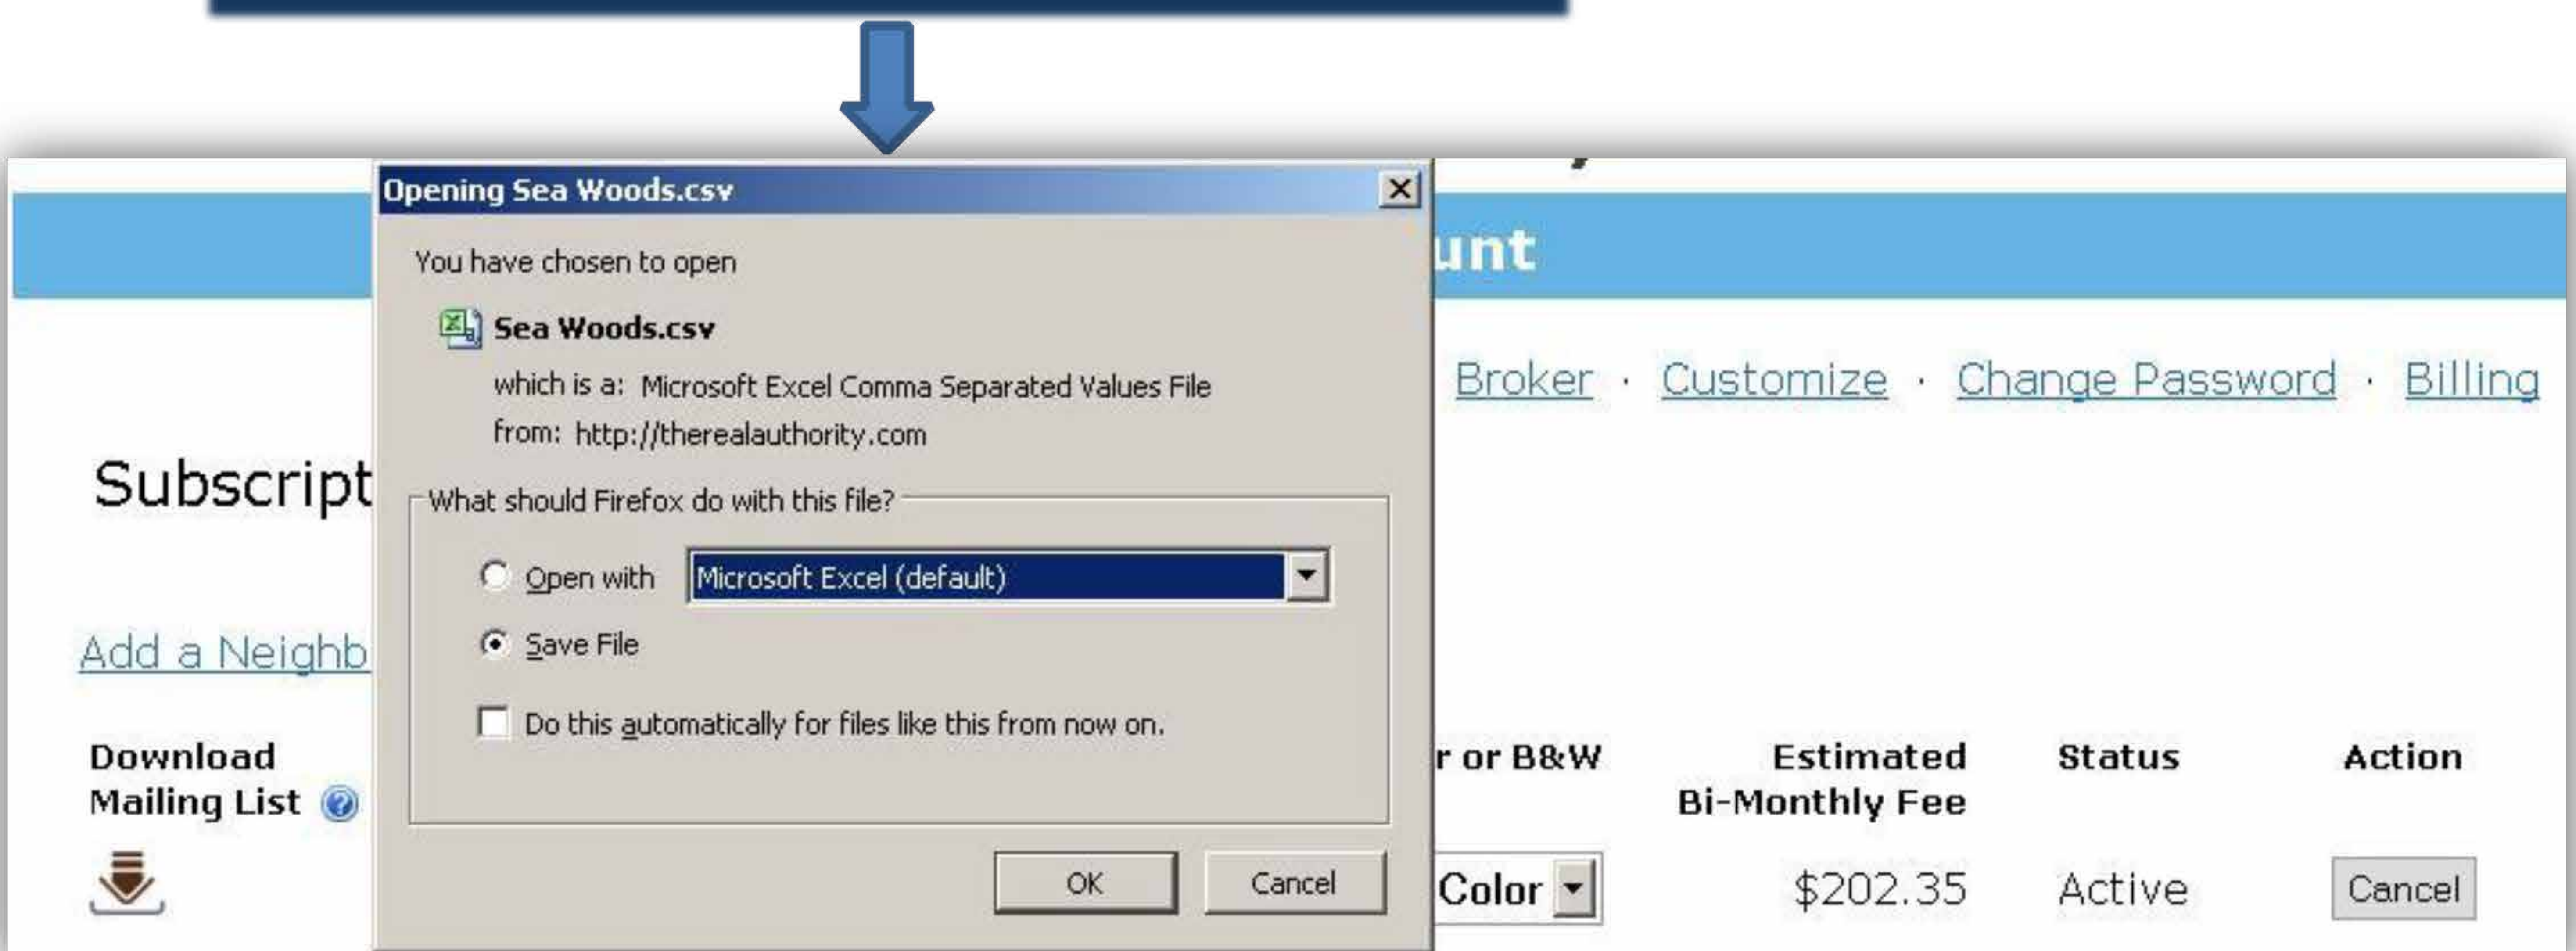 Opening Sea Woods.csv
You have chosen to open
Sea Woods.csv
which is a: Microsoft Excel Comma Separated Values File
from: http://therealauthority.com
What should Firefox do with this file?
Open with Microsoft Excel (default)
Save File
Do this automatically for files like this from now on.
OK Cancel
unt
Broker · Customize · Change Password · Billing
Subscript
Add a Neighb
Download
Mailing List
r or B&W
Estimated
Bi-Monthly Fee
Status
Action
Color
$202.35
Active
Cancel